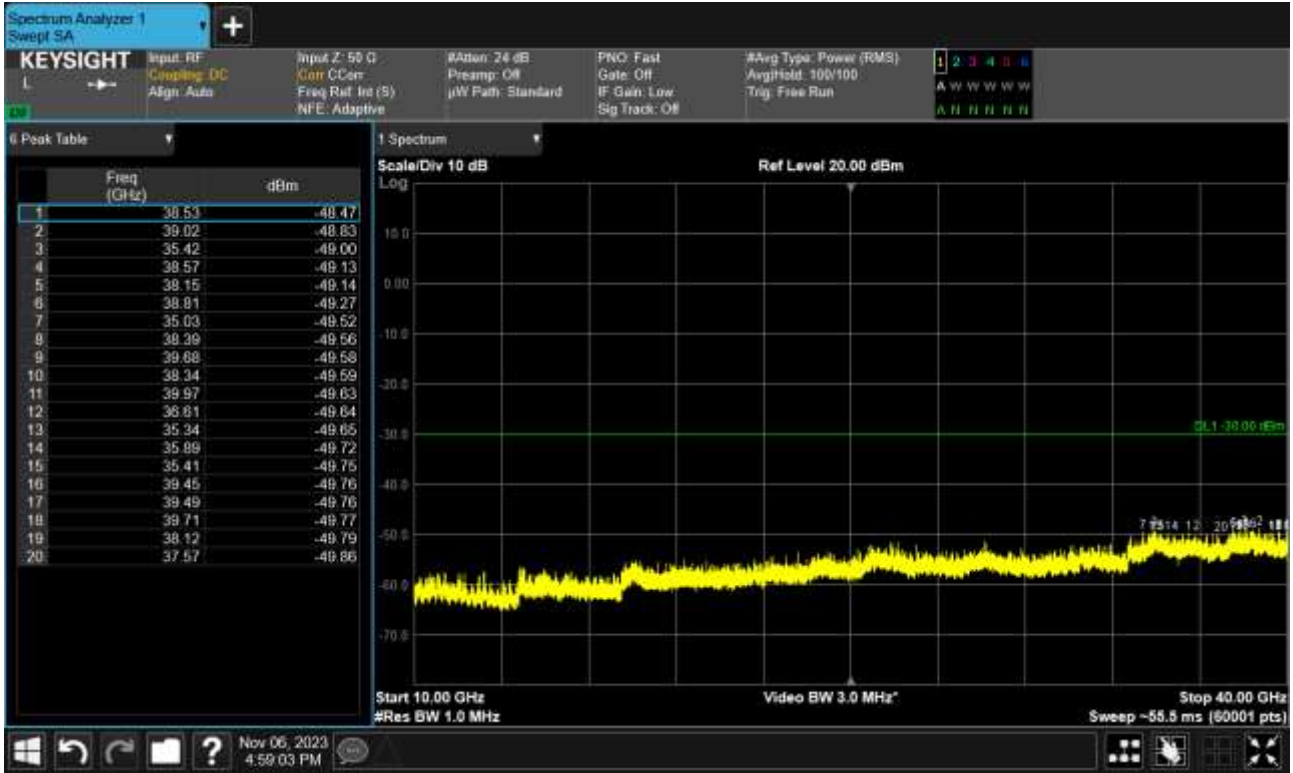 Spectrum Analyzer 1
Swept SA
+
KEYSIGHT
L
Input: RF
Coupling: DC
Align: Auto
Input Z: 50 Ω
Corr CCorr
Freq Ref: Int (S)
NFE: Adaptive
#Atten: 24 dB
Preamp: Off
µW Path: Standard
PNO: Fast
Gate: Off
IF Gain: Low
Sig Track: Off
#Avg Type: Power (RMS)
Avg|Hold: 100/100
Trig: Free Run
1 2 3 4 5 6
A W W W W W
A N N N N N
6 Peak Table
Freq (GHz) dBm
1 38.53 -48.47
2 39.02 -48.83
3 35.42 -49.00
4 38.57 -49.13
5 38.15 -49.14
6 38.81 -49.27
7 35.03 -49.52
8 38.39 -49.56
9 39.68 -49.58
10 38.34 -49.59
11 39.97 -49.63
12 36.61 -49.64
13 35.34 -49.65
14 35.89 -49.72
15 35.41 -49.75
16 39.45 -49.76
17 39.49 -49.76
18 39.71 -49.77
19 38.12 -49.79
20 37.57 -49.86
1 Spectrum
Scale/Div 10 dB
Ref Level 20.00 dBm
Log
10.0
0.00
-10.0
-20.0
-30.0
DL1 -30.00 dBm
-40.0
-50.0
-60.0
-70.0
Start 10.00 GHz
Video BW 3.0 MHz*
Stop 40.00 GHz
#Res BW 1.0 MHz
Sweep ~55.5 ms (60001 pts)
?
Nov 06, 2023
4:59:03 PM